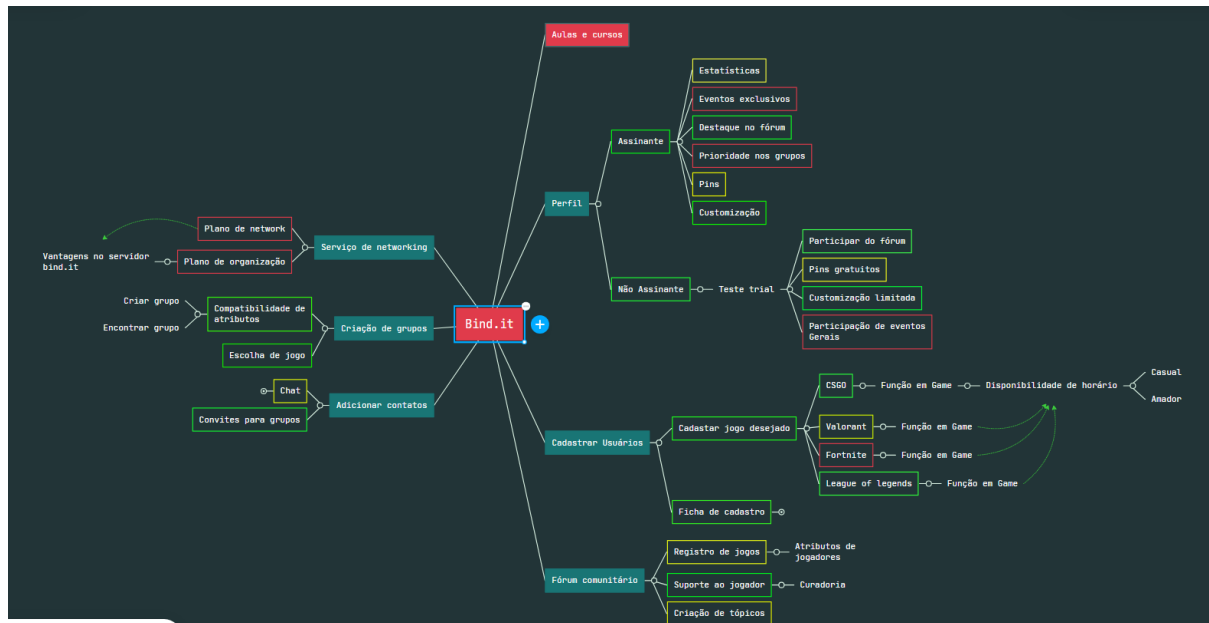 Aulas e cursos
Estatísticas
Eventos exclusivos
Destaque no fórum
Assinante
Prioridade nos grupos
Pins
Perfil
Customização
Participar do fórum
Pins gratuitos
Não Assinante
Teste trial
Customização limitada
Participação de eventos
Gerais
Plano de network
Serviço de networking
Vantagens no servidor
bind.it
Plano de organização
Criar grupo
Compatibilidade de
atributos
Encontrar grupo
Criação de grupos
Escolha de jogo
Bind.it
Chat
Adicionar contatos
Convites para grupos
Cadastrar Usuários
Cadastar jogo desejado
CSGO
Função em Game
Disponibilidade de horário
Casual
Amador
Valorant
Função em Game
Fortnite
Função em Game
League of legends
Função em Game
Ficha de cadastro
Fórum comunitário
Registro de jogos
Atributos de
jogadores
Suporte ao jogador
Curadoria
Criação de tópicos